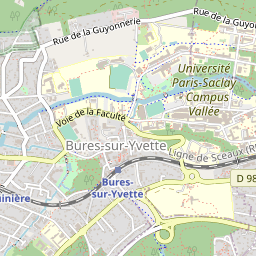 Rue de la Guyonnerie
Rue de la Guyonnerie
Université
Paris-Saclay
Campus
Vallée
Voie de la Faculté
Bures-sur-Yvette
Ligne de Sceaux (R
Bures-
sur-Yvette
D 98
uinière